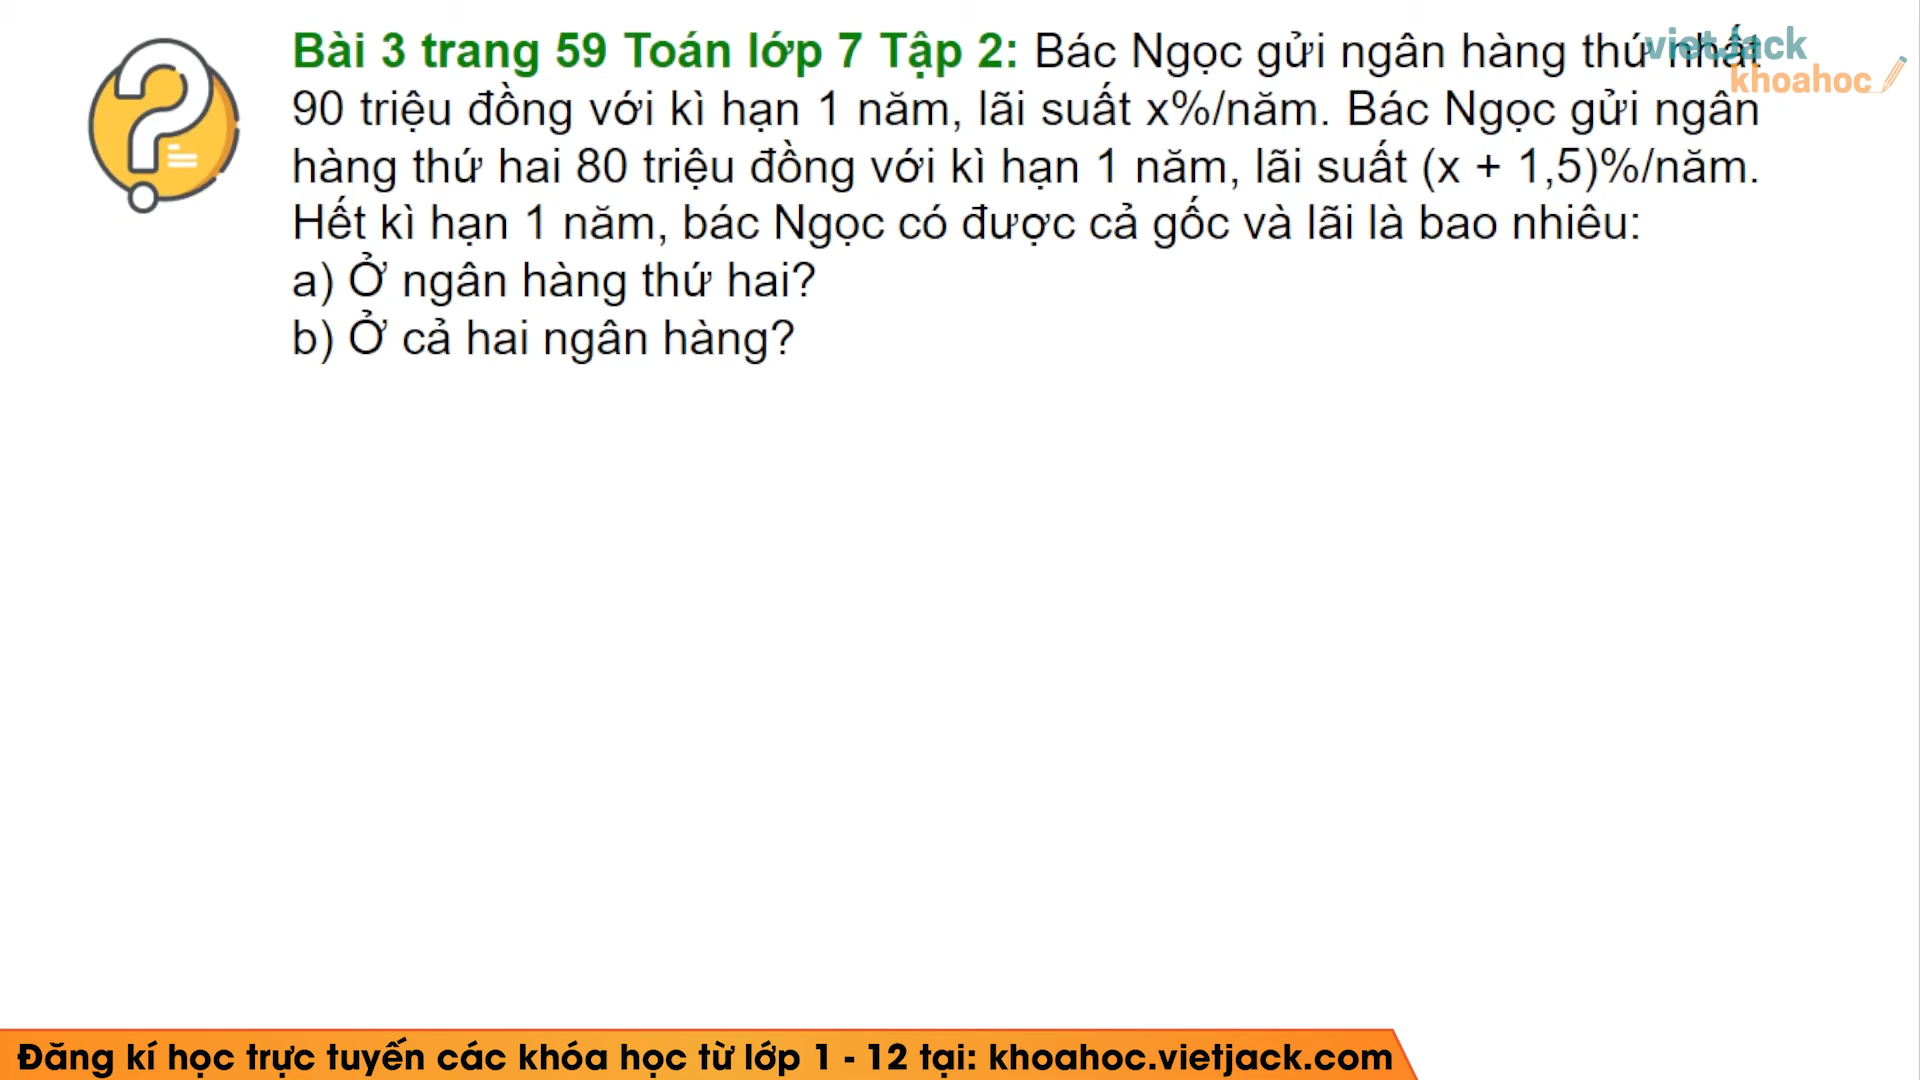 Bài 3 trang 59 Toán lớp 7 Tập 2: Bác Ngọc gửi ngân hàng thứ nhất
vietjack
khoahoc
90 triệu đồng với kì hạn 1 năm, lãi suất x%/năm. Bác Ngọc gửi ngân
hàng thứ hai 80 triệu đồng với kì hạn 1 năm, lãi suất (x + 1,5)%/năm.
Hết kì hạn 1 năm, bác Ngọc có được cả gốc và lãi là bao nhiêu:
a) Ở ngân hàng thứ hai?
b) Ở cả hai ngân hàng?
Đăng kí học trực tuyến các khóa học từ lớp 1 - 12 tại: khoahoc.vietjack.com